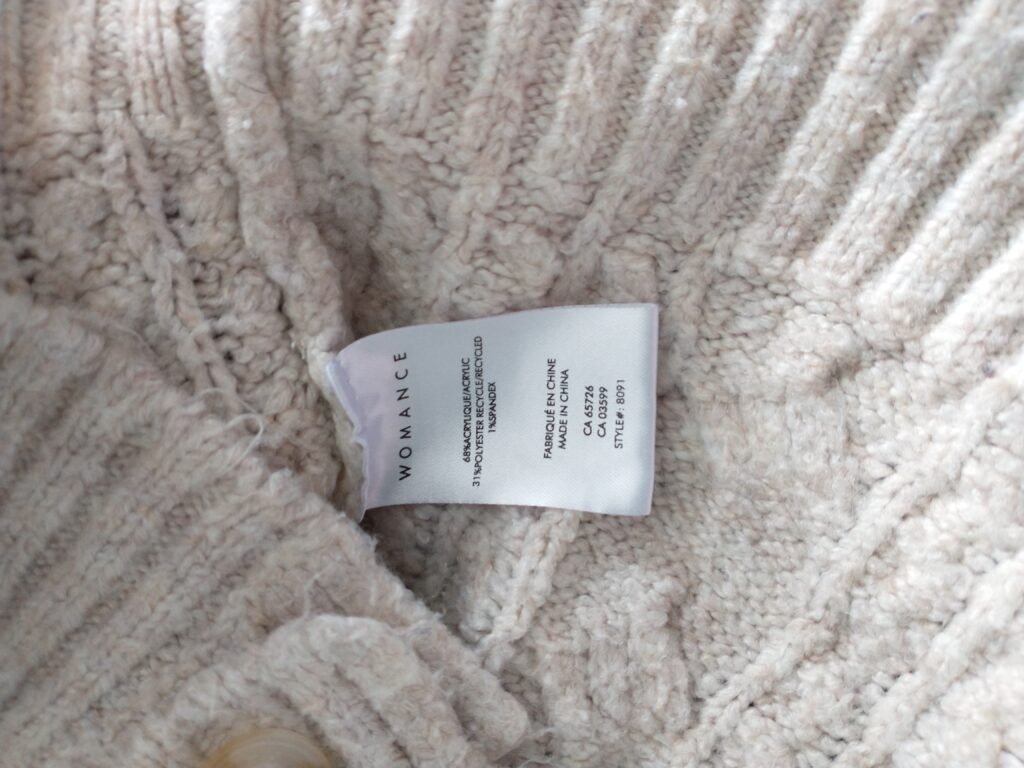 WOMANCE
68%ACRYLIQUE/ACRYLIC
31%POLYESTER RECYCLE/RECYCLED
1%SPANDEX
FABRIQUÉ EN CHINE
MADE IN CHINA
CA 65726
CA 03599
STYLE#: 8091